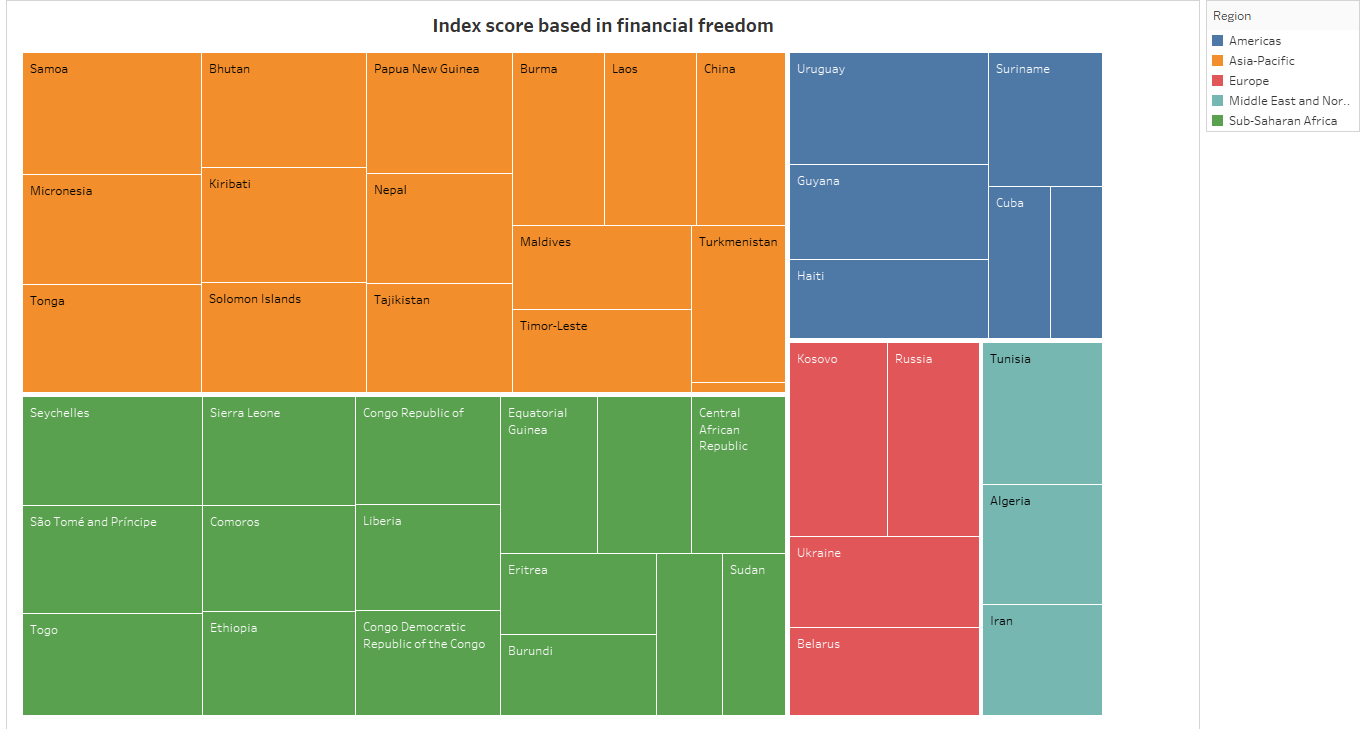 Index score based in financial freedom
Region
Americas
Asia-Pacific
Europe
Middle East and Nor..
Sub-Saharan Africa
Samoa
Bhutan
Papua New Guinea
Burma
Laos
China
Micronesia
Kiribati
Nepal
Tonga
Solomon Islands
Tajikistan
Maldives
Turkmenistan
Timor-Leste
Uruguay
Suriname
Guyana
Cuba
Haiti
Seychelles
Sierra Leone
Congo Republic of
Equatorial
Guinea
Central
African
Republic
São Tomé and Príncipe
Comoros
Liberia
Eritrea
Sudan
Togo
Ethiopia
Congo Democratic
Republic of the Congo
Burundi
Kosovo
Russia
Ukraine
Belarus
Tunisia
Algeria
Iran